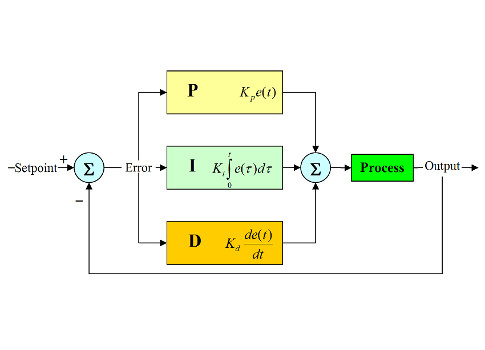 P K_p e(t)
–Setpoint
+
Σ
–
Error
I K_i ∫_0^t e(τ)dτ
Σ
Process
Output
D K_d de(t)/dt